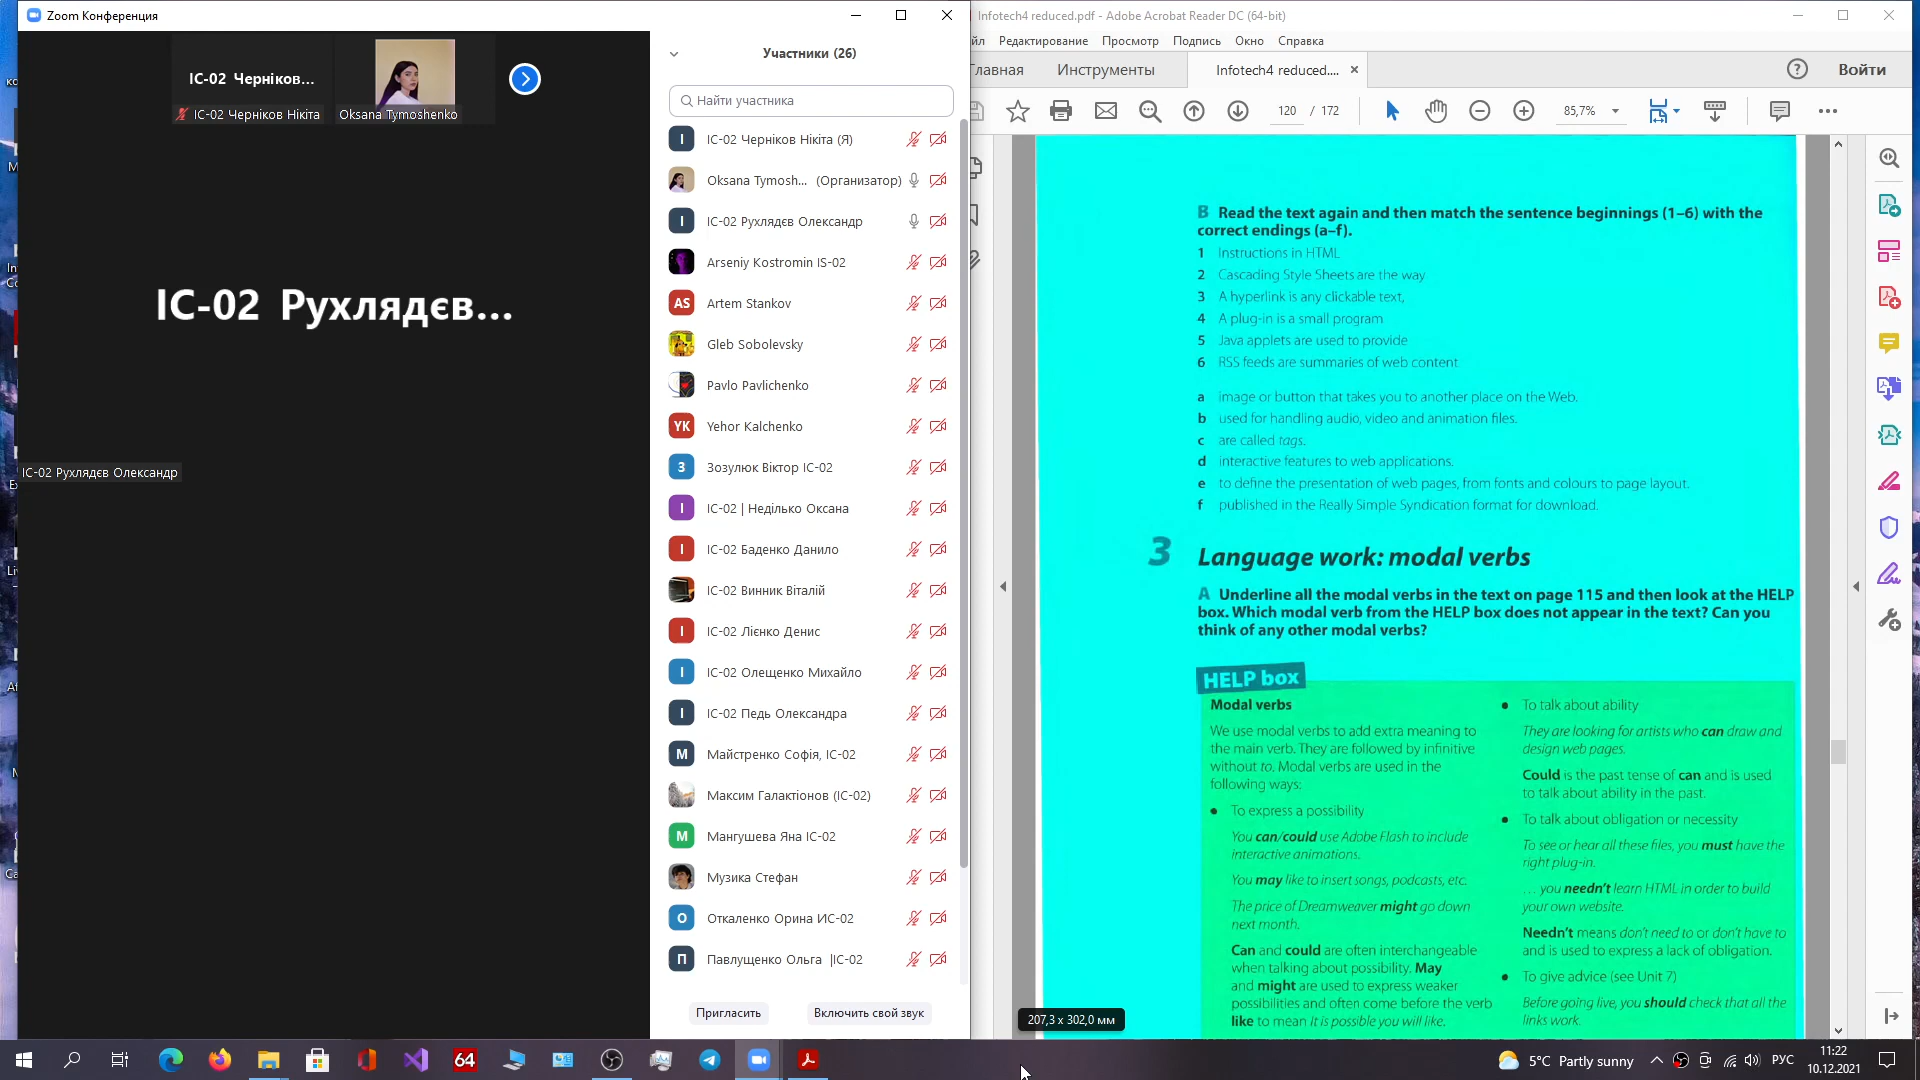 Zoom Конференция
ІС-02 Черніков...
ІС-02 Черніков Нікіта
Oksana Tymoshenko
ІС-02 Рухлядєв...
ІС-02 Рухлядєв Олександр
Участники (26)
Найти участника
І ІС-02 Черніков Нікіта (Я)
Oksana Tymosh... (Организатор)
І ІС-02 Рухлядєв Олександр
Arseniy Kostromin IS-02
AS Artem Stankov
Gleb Sobolevsky
Pavlo Pavlichenko
YK Yehor Kalchenko
З Зозулюк Віктор ІС-02
І ІС-02 | Неділько Оксана
І ІС-02 Баденко Данило
ІС-02 Винник Віталій
І ІС-02 Лієнко Денис
І ІС-02 Олещенко Михайло
І ІС-02 Педь Олександра
М Майстренко Софія, ІС-02
Максим Галактіонов (ІС-02)
М Мангушева Яна ІС-02
Музика Стефан
О Откаленко Орина ИС-02
П Павлущенко Ольга |ІС-02
Пригласить
Включить свой звук
Infotech4 reduced.pdf - Adobe Acrobat Reader DC (64-bit)
йл Редактирование Просмотр Подпись Окно Справка
Главная Инструменты Infotech4 reduced.... Войти
120 / 172 85,7%
B Read the text again and then match the sentence beginnings (1–6) with the
correct endings (a–f).
1 Instructions in HTML
2 Cascading Style Sheets are the way
3 A hyperlink is any clickable text,
4 A plug-in is a small program
5 Java applets are used to provide
6 RSS feeds are summaries of web content
a image or button that takes you to another place on the Web.
b used for handling audio, video and animation files.
c are called tags.
d interactive features to web applications.
e to define the presentation of web pages, from fonts and colours to page layout.
f published in the Really Simple Syndication format for download.
3 Language work: modal verbs
A Underline all the modal verbs in the text on page 115 and then look at the HELP
box. Which modal verb from the HELP box does not appear in the text? Can you
think of any other modal verbs?
HELP box
Modal verbs
We use modal verbs to add extra meaning to
the main verb. They are followed by infinitive
without to. Modal verbs are used in the
following ways:
• To express a possibility
You can/could use Adobe Flash to include
interactive animations.
You may like to insert songs, podcasts, etc.
The price of Dreamweaver might go down
next month.
Can and could are often interchangeable
when talking about possibility. May
and might are used to express weaker
possibilities and often come before the verb
like to mean It is possible you will like.
• To talk about ability
They are looking for artists who can draw and
design web pages.
Could is the past tense of can and is used
to talk about ability in the past.
• To talk about obligation or necessity
To see or hear all these files, you must have the
right plug-in.
… you needn't learn HTML in order to build
your own website.
Needn't means don't need to or don't have to
and is used to express a lack of obligation.
• To give advice (see Unit 7)
Before going live, you should check that all the
links work.
207,3 x 302,0 мм
64
5°C Partly sunny
РУС
11:22
10.12.2021